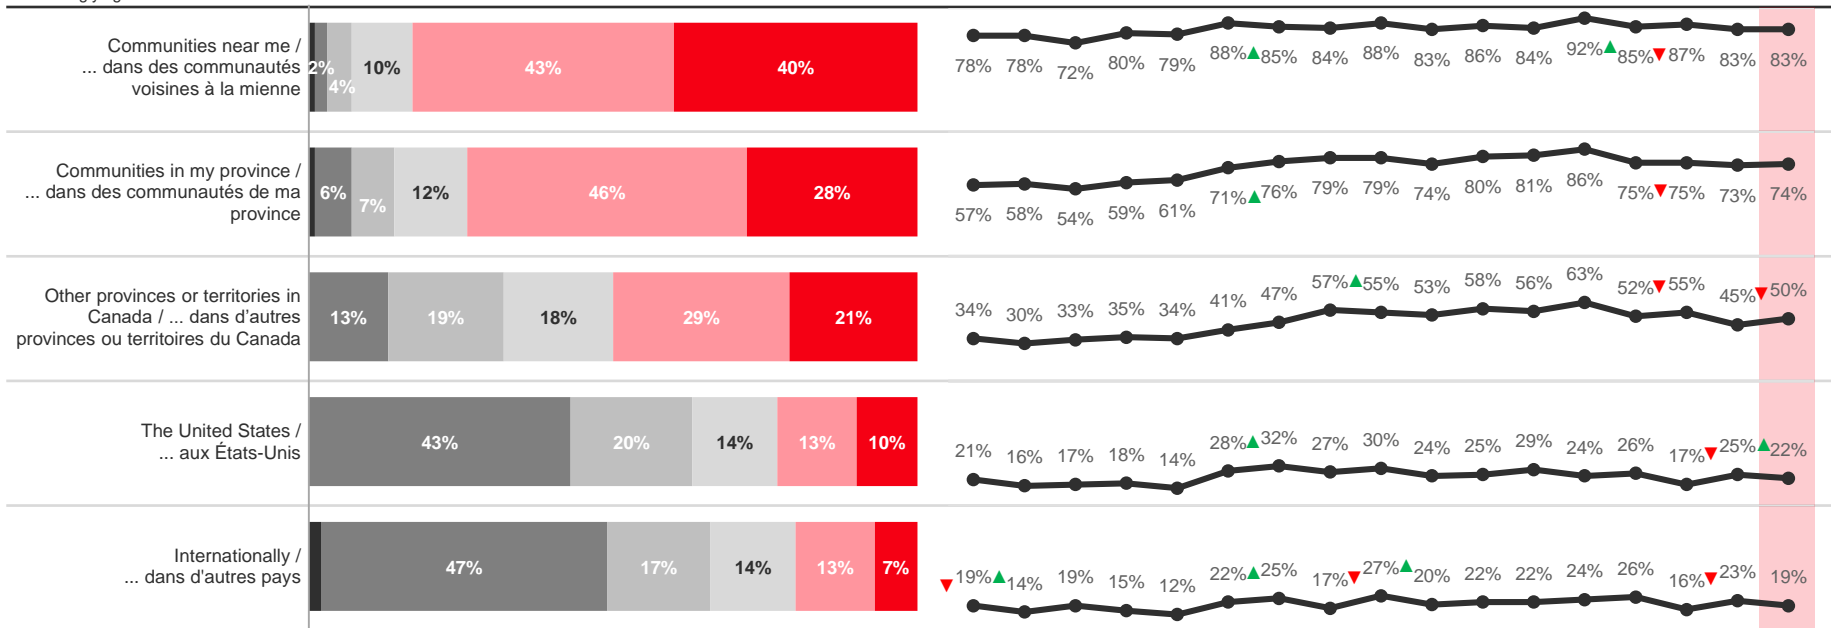 Communities near me /
... dans des communautés
voisines à la mienne
2%
4%
10%
43%
40%
78% 78% 72% 80% 79% 88% 85% 84% 88% 83% 86% 84% 92% 85% 87% 83% 83%
Communities in my province /
... dans des communautés de ma
province
6%
7%
12%
46%
28%
57% 58% 54% 59% 61% 71% 76% 79% 79% 74% 80% 81% 86% 75% 75% 73% 74%
Other provinces or territories in
Canada / ... dans d’autres
provinces ou territoires du Canada
13%
19%
18%
29%
21%
34% 30% 33% 35% 34% 41% 47% 57% 55% 53% 58% 56% 63% 52% 55% 45% 50%
The United States /
... aux États-Unis
43%
20%
14%
13%
10%
21% 16% 17% 18% 14% 28% 32% 27% 30% 24% 25% 29% 24% 26% 17% 25% 22%
Internationally /
... dans d'autres pays
47%
17%
14%
13%
7%
19% 14% 19% 15% 12% 22% 25% 17% 27% 20% 22% 22% 24% 26% 16% 23% 19%